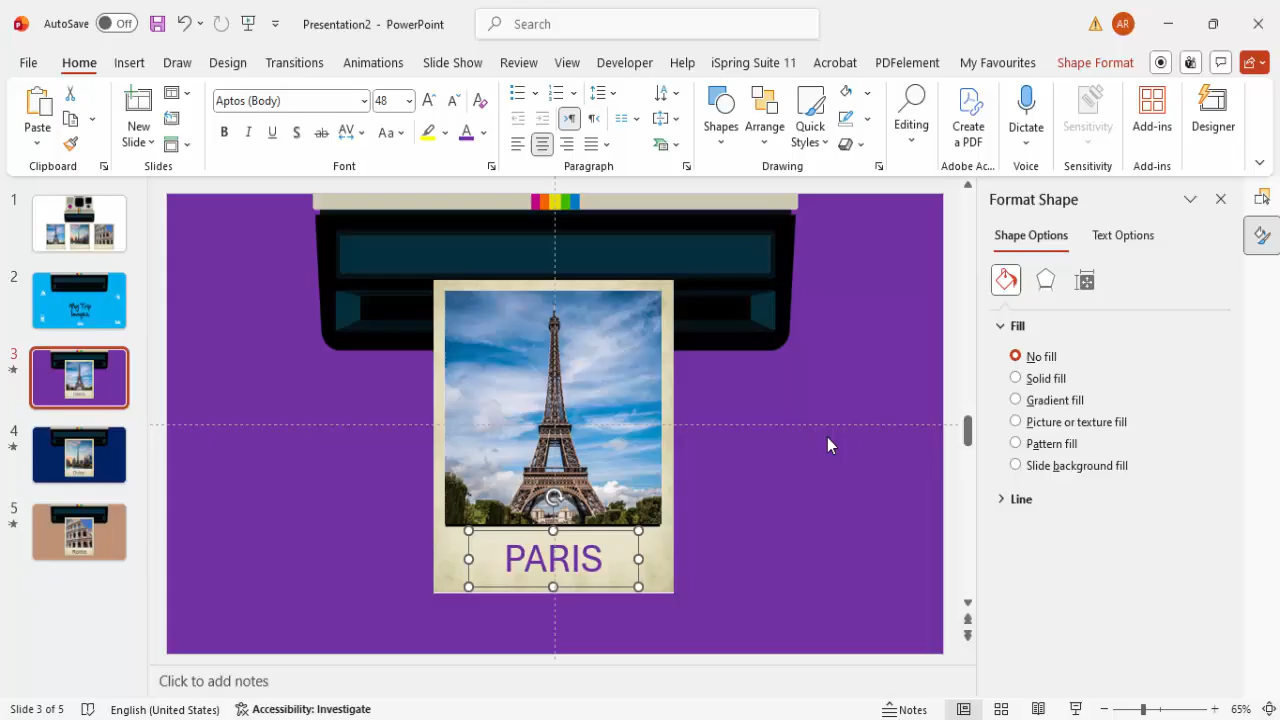 AutoSave Off Presentation2 - PowerPoint Search AR
File Home Insert Draw Design Transitions Animations Slide Show Review View Developer Help iSpring Suite 11 Acrobat PDFelement My Favourites Shape Format
Aptos (Body) 48
Paste New Slide Shapes Arrange Quick Styles Editing Create a PDF Dictate Sensitivity Add-ins Designer
Clipboard Slides Font Paragraph Drawing Adobe Ac... Voice Sensitivity Add-ins
1
2
My Trip
Images
3
4
5
Rome
PARIS
Format Shape
Shape Options Text Options
Fill
No fill
Solid fill
Gradient fill
Picture or texture fill
Pattern fill
Slide background fill
Line
Click to add notes
Slide 3 of 5 English (United States) Accessibility: Investigate Notes 65%